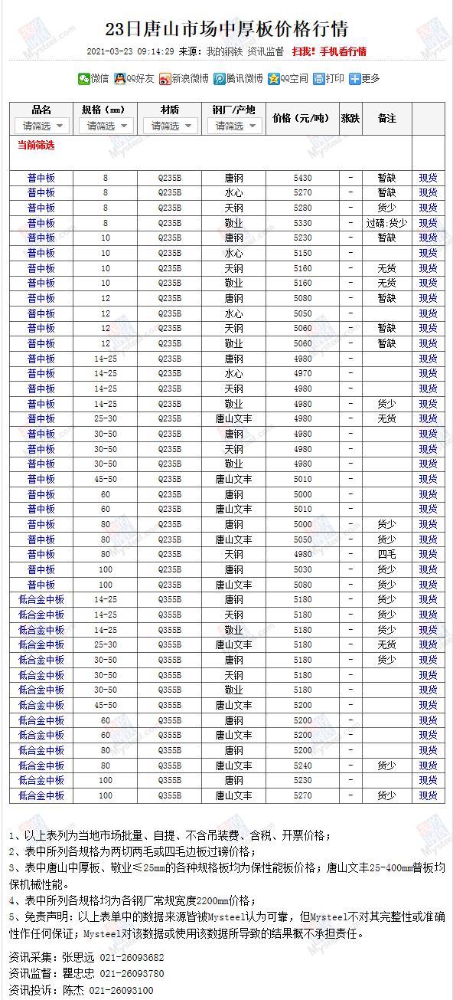 23日唐山市场中厚板价格行情
2021-03-23 09:14:29 来源：我的钢铁 资讯监督 扫我！手机看行情
微信 QQ好友 新浪微博 腾讯微博 QQ空间 打印 更多
品名 规格（mm） 材质 钢厂/产地 价格（元/吨） 涨跌 备注
请筛选 请筛选 请筛选 请筛选
当前筛选
普中板 8 Q235B 唐钢 5430 - 暂缺 现货
普中板 8 Q235B 水心 5270 - 暂缺 现货
普中板 8 Q235B 天钢 5280 - 货少 现货
普中板 8 Q235B 敬业 5330 - 过磅:货少 现货
普中板 10 Q235B 唐钢 5230 - 暂缺 现货
普中板 10 Q235B 水心 5150 - 现货
普中板 10 Q235B 天钢 5160 - 无货 现货
普中板 10 Q235B 敬业 5160 - 无货 现货
普中板 12 Q235B 唐钢 5080 - 暂缺 现货
普中板 12 Q235B 水心 5050 - 现货
普中板 12 Q235B 天钢 5060 - 暂缺 现货
普中板 12 Q235B 敬业 5060 - 暂缺 现货
普中板 14-25 Q235B 唐钢 4980 - 现货
普中板 14-25 Q235B 水心 4970 - 现货
普中板 14-25 Q235B 天钢 4980 - 现货
普中板 14-25 Q235B 敬业 4980 - 货少 现货
普中板 25-30 Q235B 唐山文丰 4980 - 无货 现货
普中板 30-50 Q235B 唐钢 4980 - 现货
普中板 30-50 Q235B 天钢 4980 - 现货
普中板 30-50 Q235B 敬业 4980 - 现货
普中板 45-50 Q235B 唐山文丰 5010 - 现货
普中板 60 Q235B 唐钢 5000 - 现货
普中板 60 Q235B 唐山文丰 5010 - 现货
普中板 80 Q235B 唐钢 5000 - 货少 现货
普中板 80 Q235B 唐山文丰 5050 - 货少 现货
普中板 80 Q235B 天钢 4980 - 四毛 现货
普中板 100 Q235B 唐钢 5030 - 货少 现货
普中板 100 Q235B 唐山文丰 5080 - 货少 现货
低合金中板 14-25 Q355B 唐钢 5180 - 货少 现货
低合金中板 14-25 Q355B 天钢 5180 - 货少 现货
低合金中板 14-25 Q355B 敬业 5180 - 货少 现货
低合金中板 25-30 Q355B 唐山文丰 5180 - 无货 现货
低合金中板 30-50 Q355B 唐钢 5180 - 货少 现货
低合金中板 30-50 Q355B 天钢 5180 - 现货
低合金中板 30-50 Q355B 敬业 5180 - 现货
低合金中板 45-50 Q355B 唐山文丰 5200 - 现货
低合金中板 60 Q355B 唐钢 5200 - 现货
低合金中板 60 Q355B 唐山文丰 5200 - 现货
低合金中板 80 Q355B 唐钢 5200 - 现货
低合金中板 80 Q355B 唐山文丰 5240 - 货少 现货
低合金中板 100 Q355B 唐钢 5230 - 现货
低合金中板 100 Q355B 唐山文丰 5270 - 货少 现货
1、以上表列为当地市场批量、自提、不含吊装费、含税、开票价格；
2、表中所列各规格为两切两毛或四毛边板过磅价格；
3、表中唐山中厚板、敬业≤25mm的各种规格板均为保性能板价格；唐山文丰25-400mm普板均
保机械性能。
4、表中所列各规格均为各钢厂常规宽度2200mm价格；
5、免责声明：以上表单中的数据来源皆被Mysteel认为可靠，但Mysteel不对其完整性或准确
性作任何保证；Mysteel对该数据或使用该数据所导致的结果概不承担责任。
资讯采集：张思远 021-26093682
资讯监督：瞿忠忠 021-26093780
资讯投诉：陈杰 021-26093100